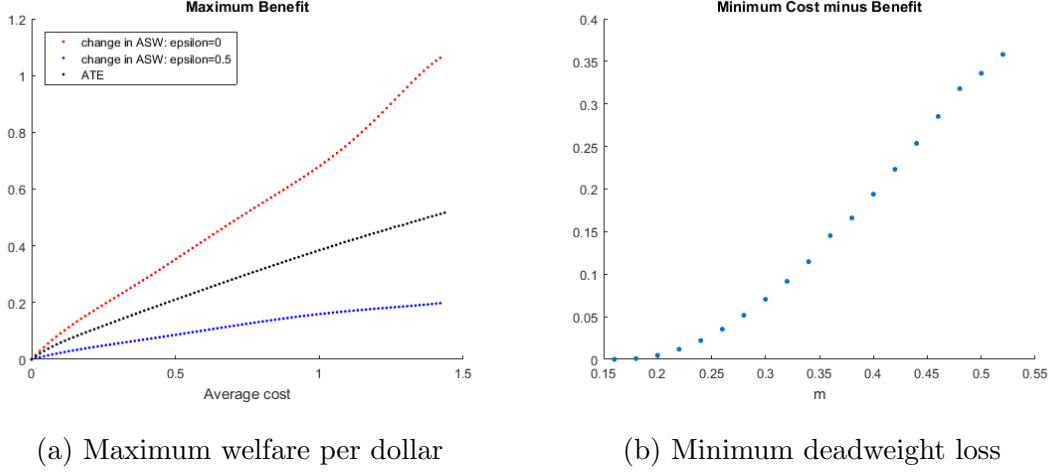 Maximum Benefit
1.2
1
0.8
0.6
0.4
0.2
0
change in ASW: epsilon=0
change in ASW: epsilon=0.5
ATE
0 0.5 1 1.5
Average cost
(a) Maximum welfare per dollar
Minimum Cost minus Benefit
0.4
0.35
0.3
0.25
0.2
0.15
0.1
0.05
0
0.15 0.2 0.25 0.3 0.35 0.4 0.45 0.5 0.55
m
(b) Minimum deadweight loss